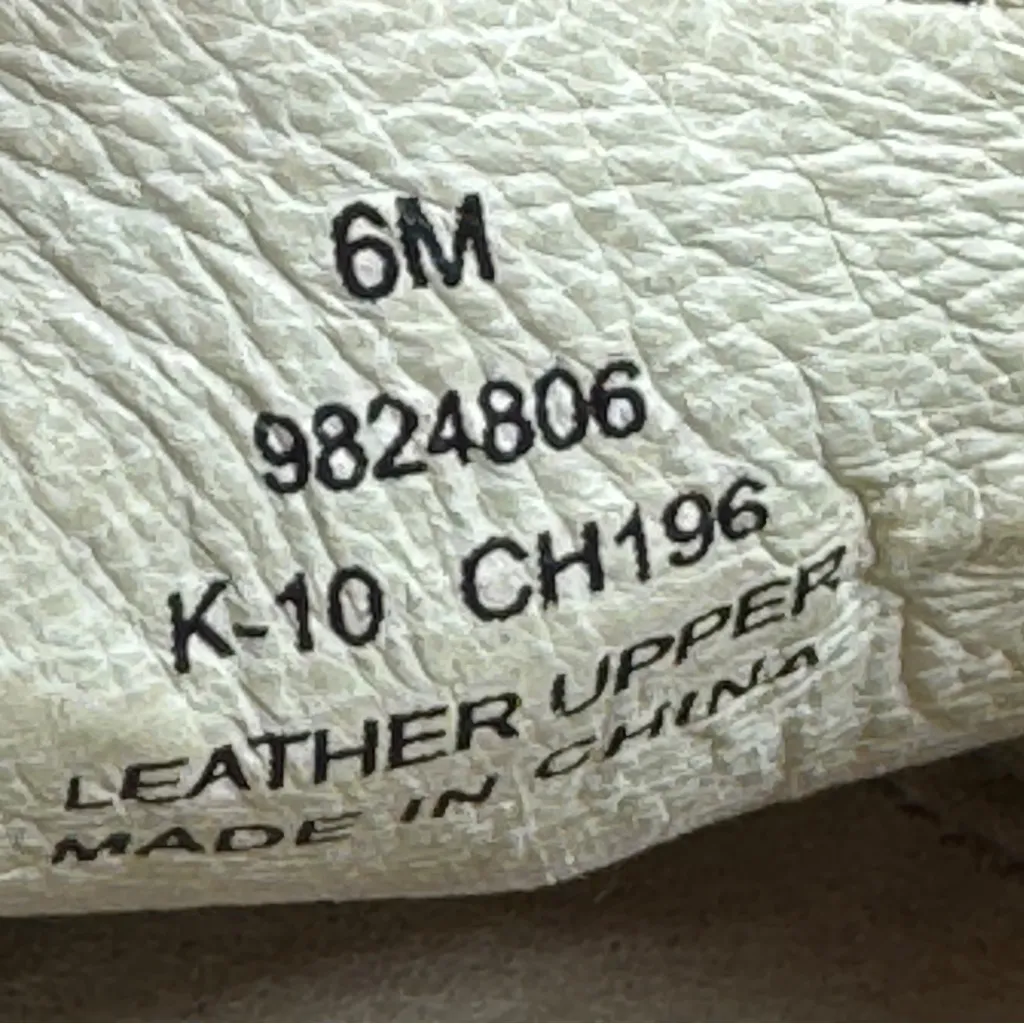 6M
9824806
K-10 CH196
LEATHER UPPER
MADE IN CHINA